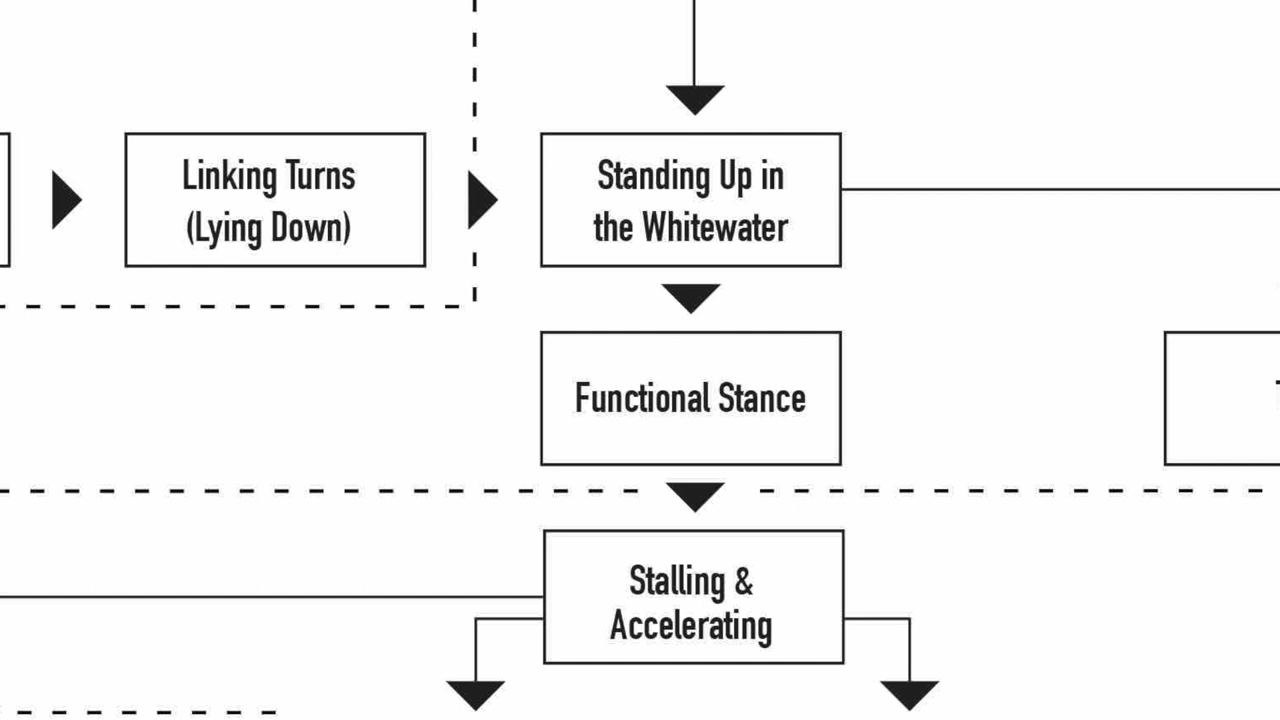 Linking Turns
(Lying Down)
Standing Up in
the Whitewater
Functional Stance
Stalling &
Accelerating